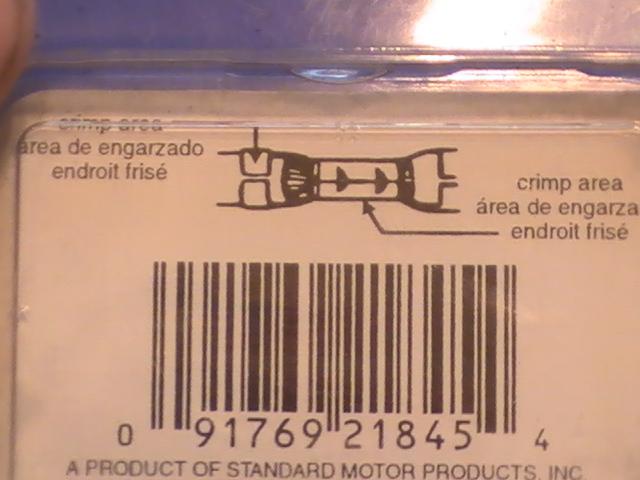 crimp area
área de engarzado
endroit frisé
crimp area
área de engarza
endroit frisé
0 91769 21845 4
A PRODUCT OF STANDARD MOTOR PRODUCTS, INC